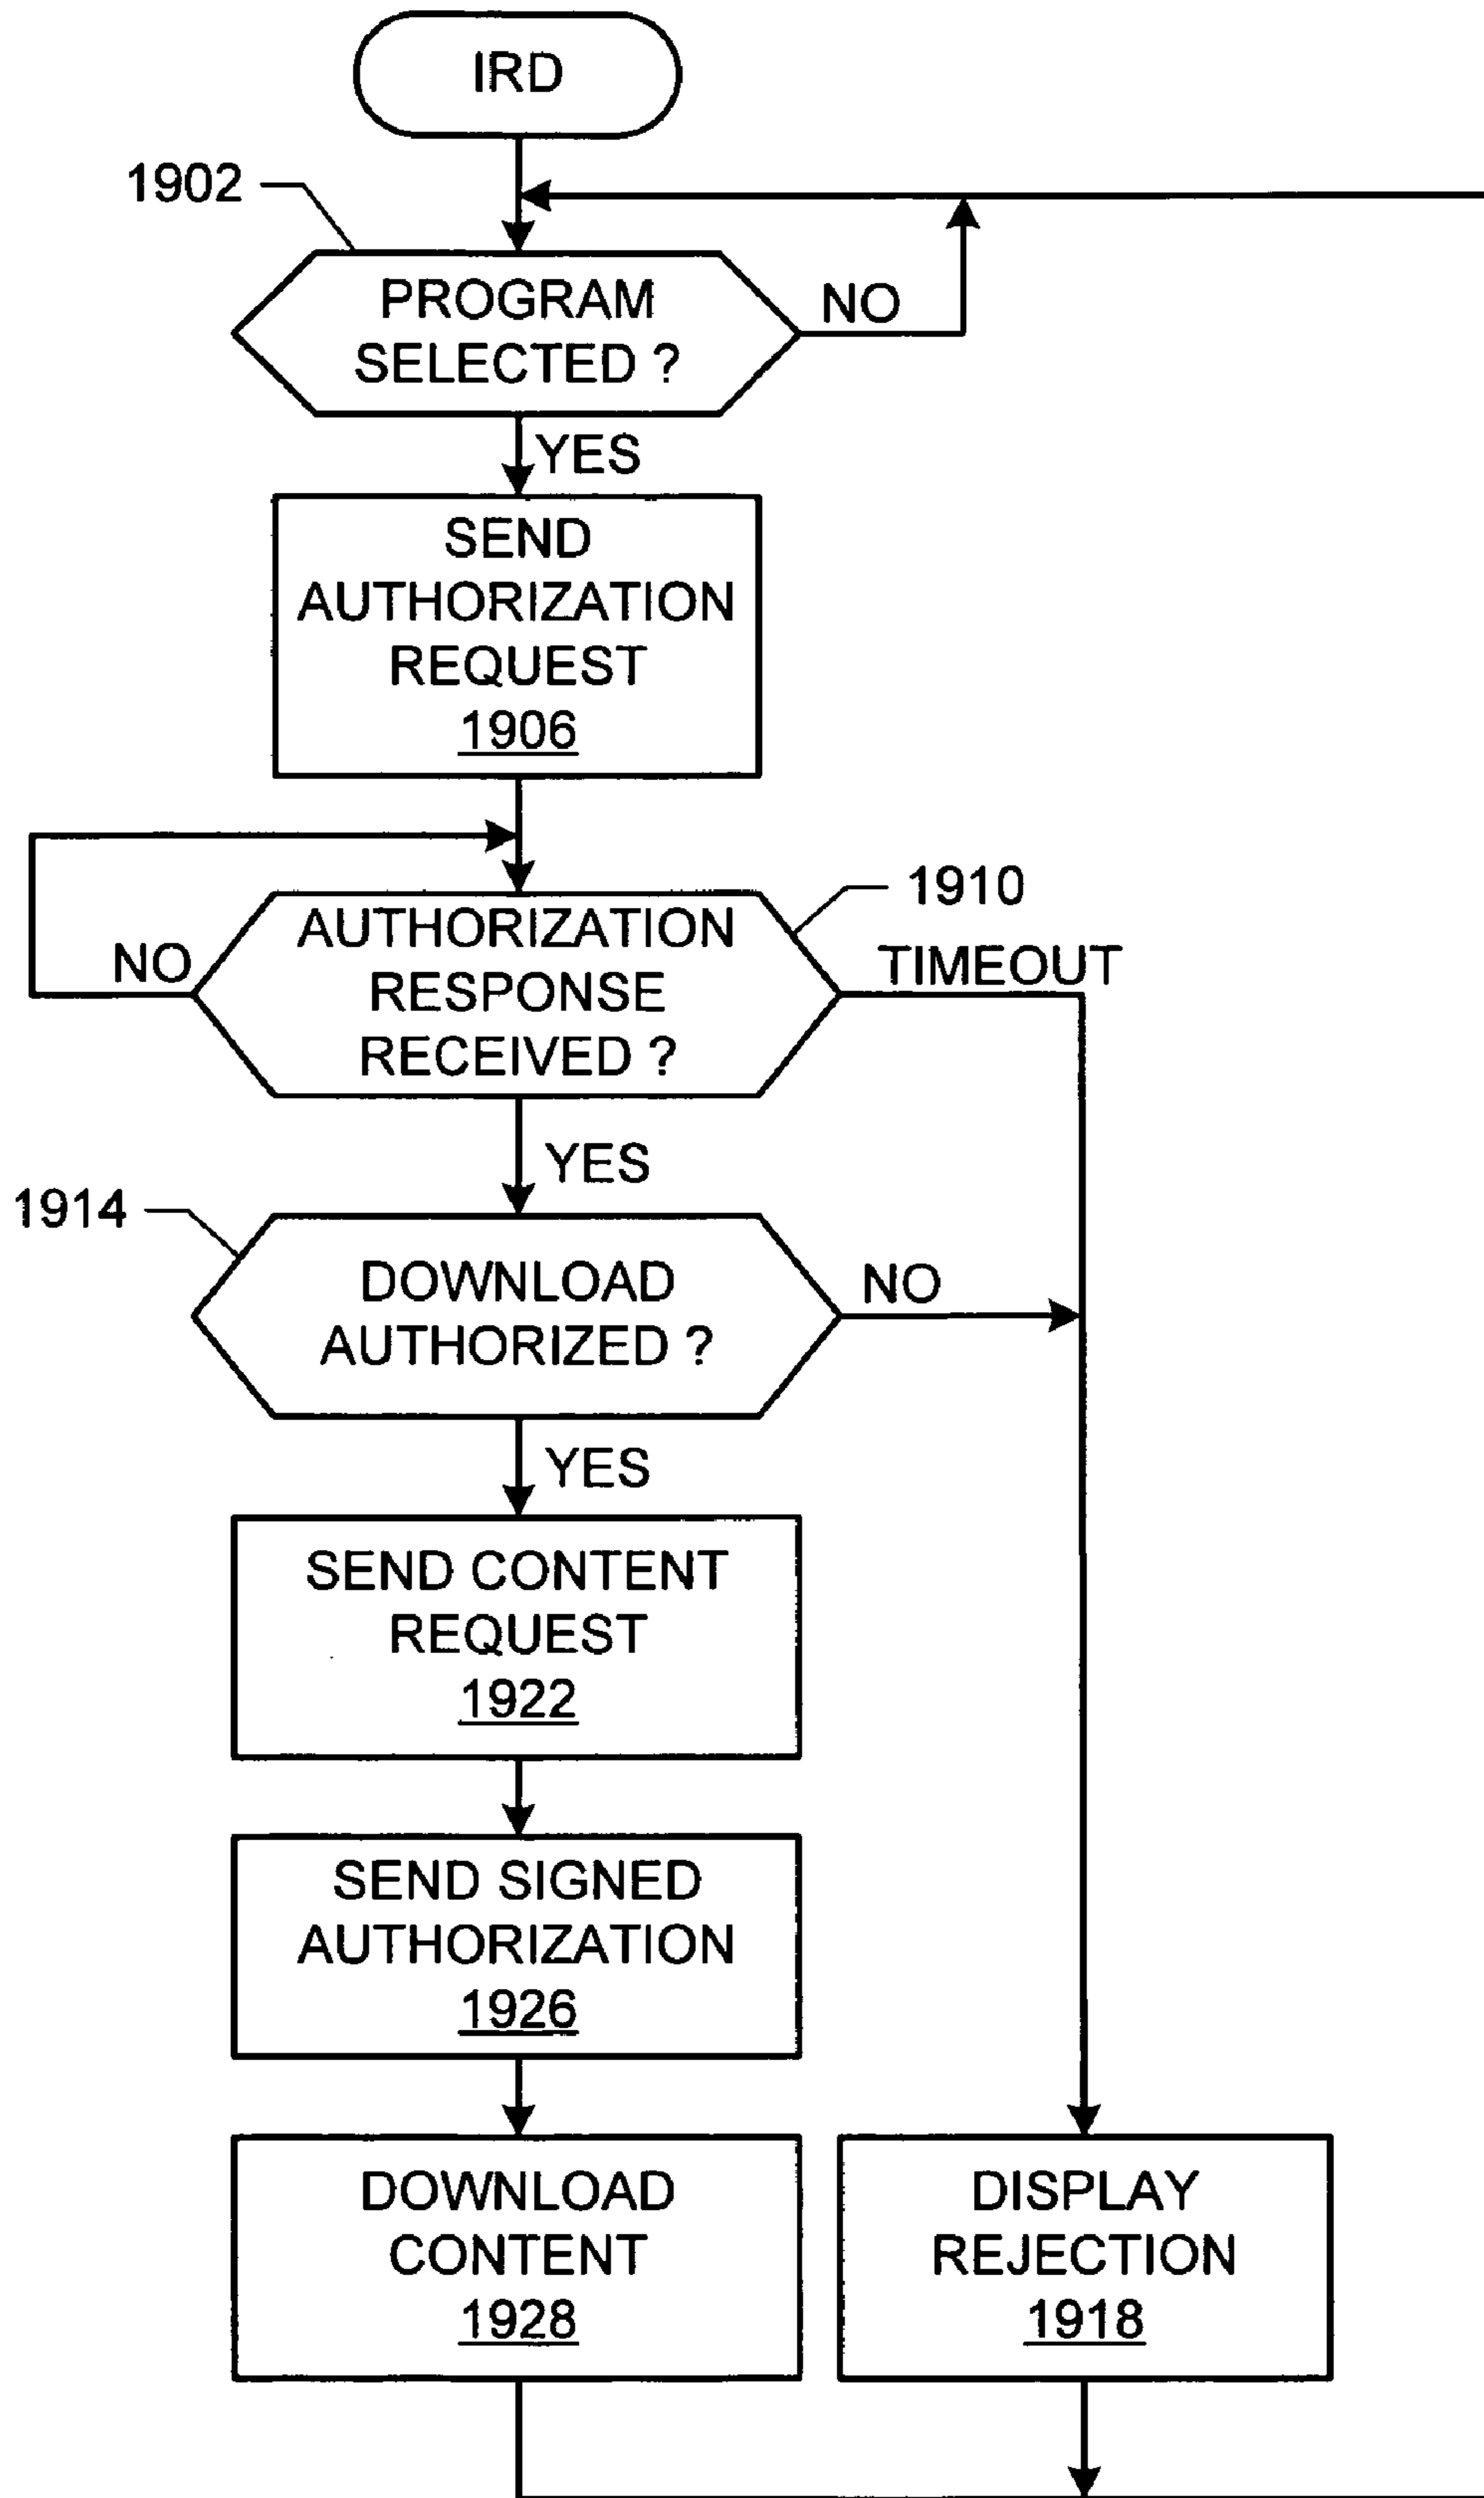 IRD
1902
PROGRAM
SELECTED ?
NO
YES
SEND
AUTHORIZATION
REQUEST
1906
1910
AUTHORIZATION
RESPONSE
RECEIVED ?
NO
TIMEOUT
YES
1914
DOWNLOAD
AUTHORIZED ?
NO
YES
SEND CONTENT
REQUEST
1922
SEND SIGNED
AUTHORIZATION
1926
DOWNLOAD
CONTENT
1928
DISPLAY
REJECTION
1918